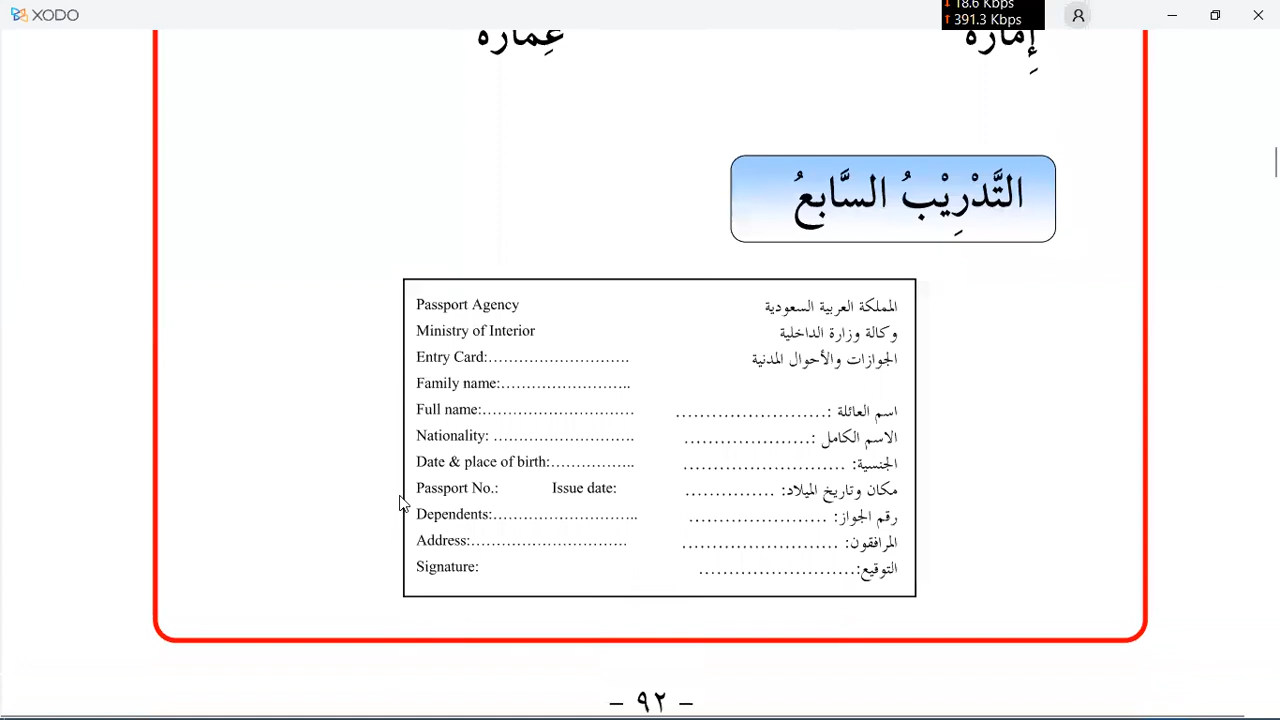 XODO
18.6 Kbps
391.3 Kbps
إِمارة
عِمارة
التَّدْرِيْبُ السَّابعُ
Passport Agency
المملكة العربية السعودية
Ministry of Interior
وكالة وزارة الداخلية
Entry Card:............................
الجوازات والأحوال المدنية
Family name:..........................
Full name:..............................
اسم العائلة :.........................
Nationality: ............................
الاسم الكامل :.....................
Date & place of birth:.................
الجنسية: ...........................
Passport No.: Issue date:
مكان وتاريخ الميلاد: ...............
Dependents:.............................
رقم الجواز: .......................
Address:...............................
المرافقون: ..........................
Signature:
التوقيع:..........................
- ٩٢ -